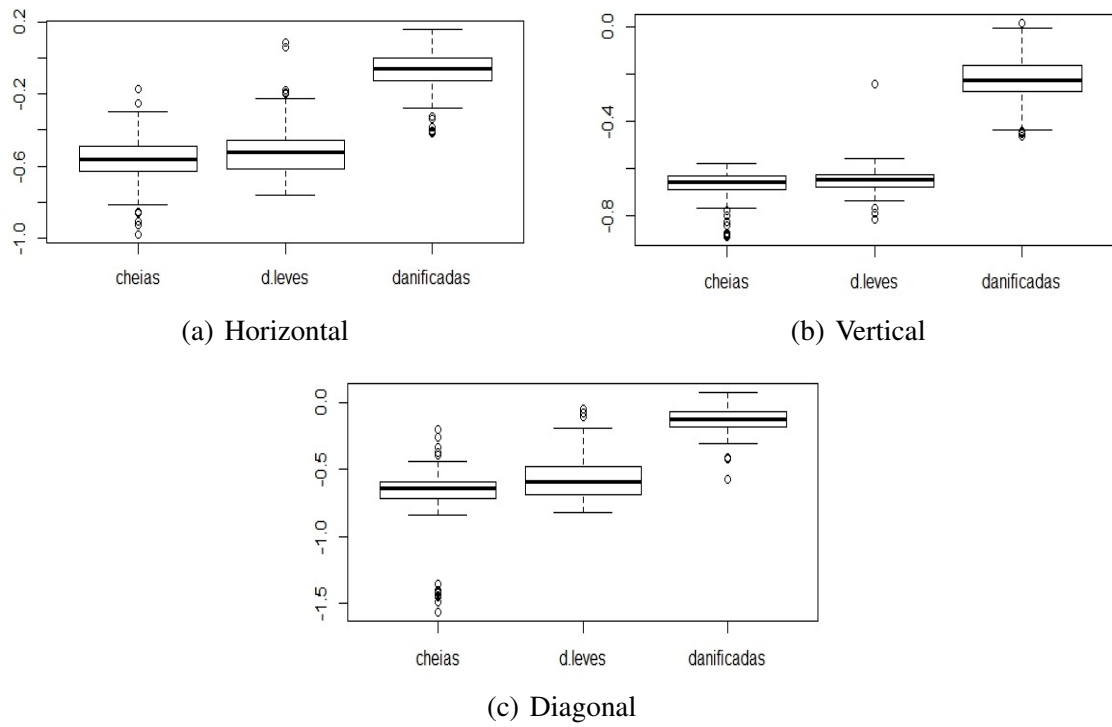 0.2
-0.2
-0.6
-1.0
cheias d.leves danificadas
(a) Horizontal
0.0
-0.4
-0.8
cheias d.leves danificadas
(b) Vertical
0.0
-0.5
-1.0
-1.5
cheias d.leves danificadas
(c) Diagonal